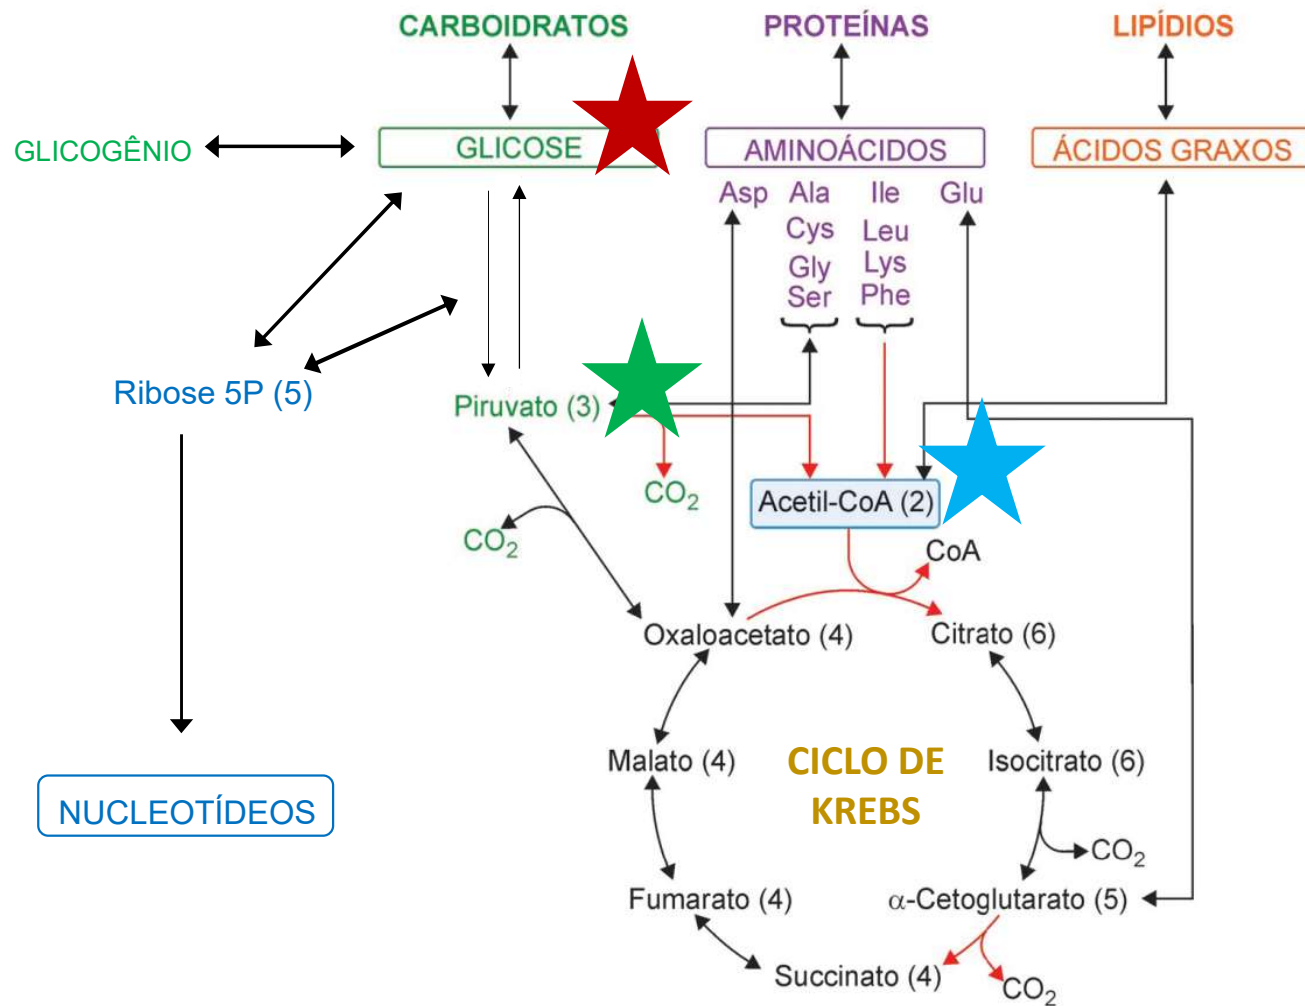 CARBOIDRATOS
PROTEÍNAS
LIPÍDIOS
GLICOGÊNIO
GLICOSE
AMINOÁCIDOS
ÁCIDOS GRAXOS
Asp
Ala
Ile
Glu
Cys
Leu
Gly
Lys
Ser
Phe
Ribose 5P (5)
Piruvato (3)
CO₂
Acetil-CoA (2)
CO₂
CoA
Oxaloacetato (4)
Citrato (6)
Malato (4)
CICLO DE
KREBS
Isocitrato (6)
NUCLEOTÍDEOS
CO₂
Fumarato (4)
α-Cetoglutarato (5)
Succinato (4)
CO₂